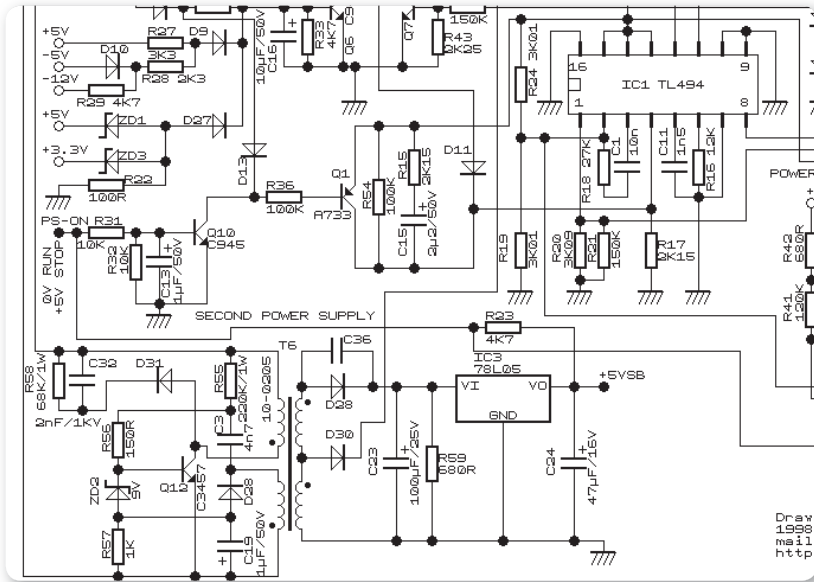 +5V
-5V
-12V
+5V
+3.3V
D10
R27
3K3
R28 2K3
R29 4K7
D9
ZD1
D27
ZD3
R22
100R
10µF/50V
C16
R33
4K7
C9
Q6
Q7
150K
R43
2K25
R24 3K01
16
9
IC1 TL494
1
8
D13
R36
100K
Q1
A733
R54
100K
R15
2K15
C15
2µ2/50V
D11
R18 27K
C1
10n
C11
1n5
R16 12K
POWER
PS-ON
R31
10K
0V RUN
+5V STOP
R32
10K
C13
1µF/50V
Q10
C945
R19
3K01
R20
3K09
R21
150K
R17
2K15
R42
680R
R41
120K
SECOND POWER SUPPLY
R23
4K7
R58
68K/1W
C32
2nF/1KV
D31
R55
220K/1W
T6
10-0205
C36
D28
IC3
78L05
VI
VO
GND
+5VSB
R56
150R
C3
4n7
D30
C23
100µF/25V
R59
680R
C24
47µF/16V
ZD2
9V
Q12
C3457
D28
R57
1K
C19
1µF/50V
Draw
1998
mail
http